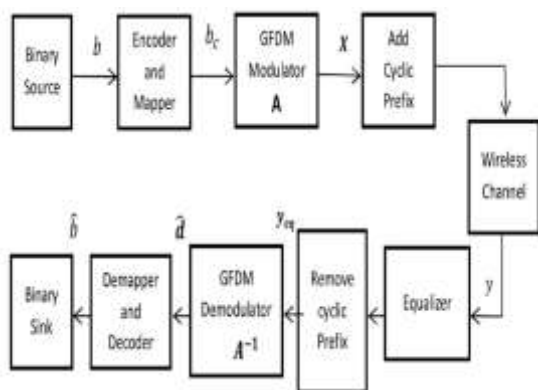 b
b_c
X
Binary
Source
Encoder
and
Mapper
GFDM
Modulator
A
Add
Cyclic
Prefix
Wireless
Channel
b̂
d̂
y_eq
y
Binary
Sink
Demapper
and
Decoder
GFDM
Demodulator
A⁻¹
Remove
cyclic
Prefix
Equalizer